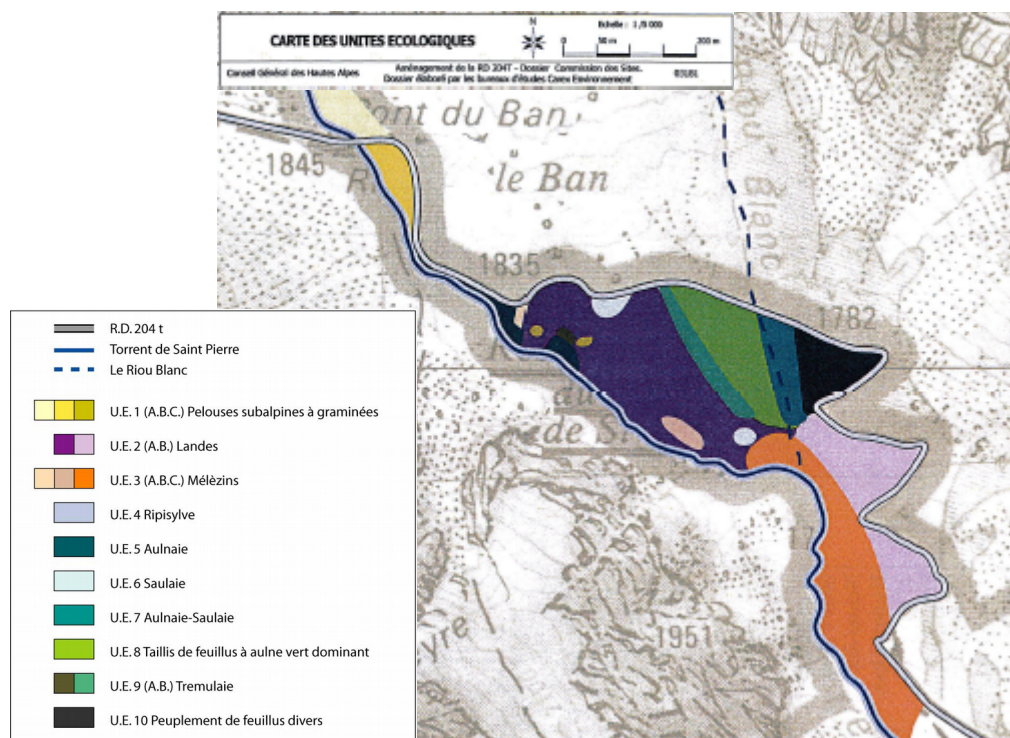 CARTE DES UNITES ECOLOGIQUES
N
Echelle : 1/5 000
0 50 m 200 m
Conseil Général des Hautes Alpes
Aménagement de la RD 204T - Dossier Commission des Sites.
Dossier élaboré par les bureaux d'études Carex Environnement
Pont du Ban
1845
le Ban
Blanc
1835
1782
de
1951
R.D. 204 t
Torrent de Saint Pierre
Le Riou Blanc
U.E. 1 (A.B.C.) Pelouses subalpines à graminées
U.E. 2 (A.B.) Landes
U.E. 3 (A.B.C.) Mélèzins
U.E. 4 Ripisylve
U.E. 5 Aulnaie
U.E. 6 Saulaie
U.E. 7 Aulnaie-Saulaie
U.E. 8 Taillis de feuillus à aulne vert dominant
U.E. 9 (A.B.) Tremulaie
U.E. 10 Peuplement de feuillus divers